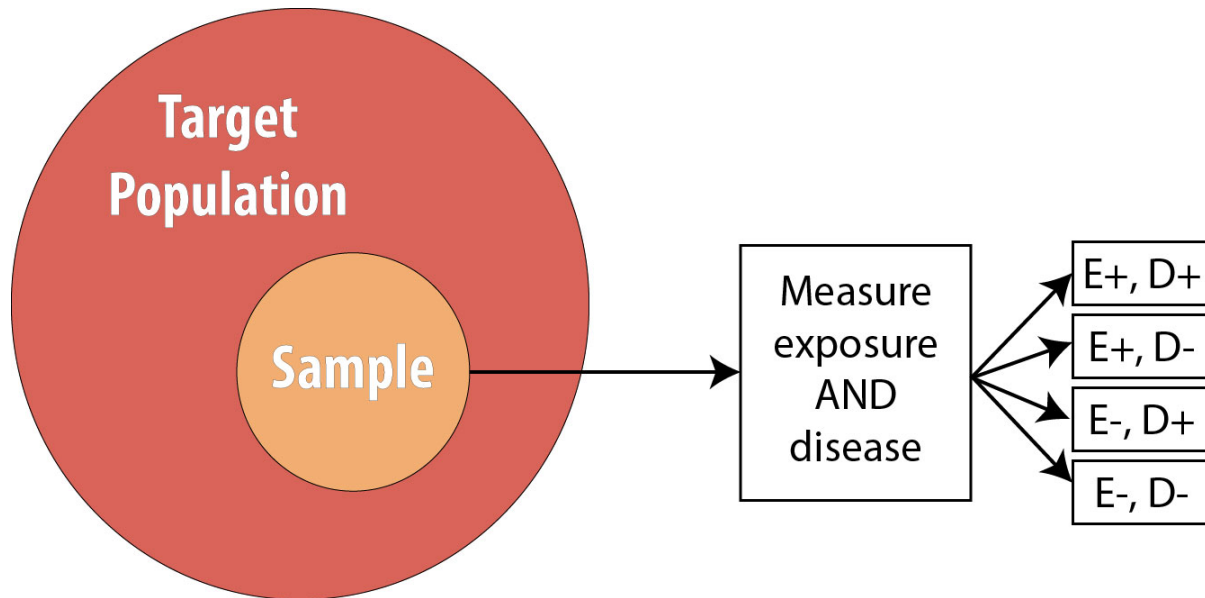 Target
Population
Sample
Measure
exposure
AND
disease
E+, D+
E+, D-
E-, D+
E-, D-